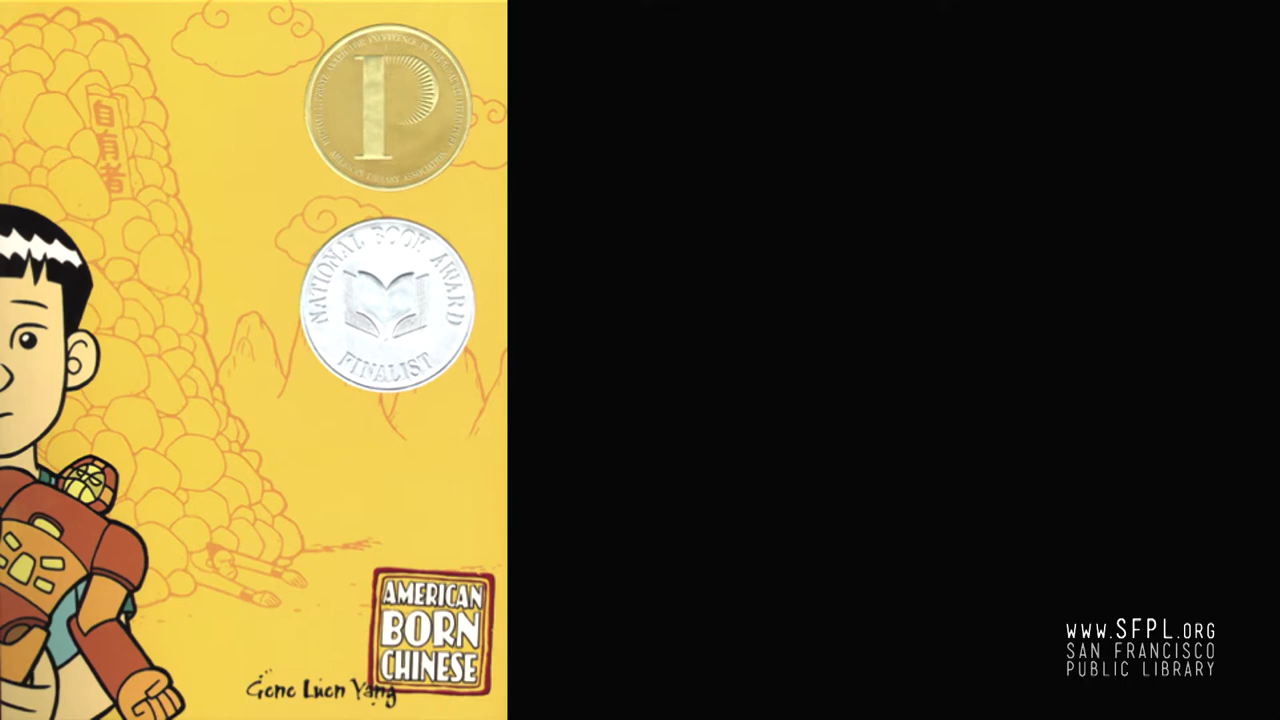 自有者
P
NATIONAL BOOK AWARD
FINALIST
AMERICAN
BORN
CHINESE
Gene Luen Yang
www.SFPL.ORG
SAN FRANCISCO
PUBLIC LIBRARY